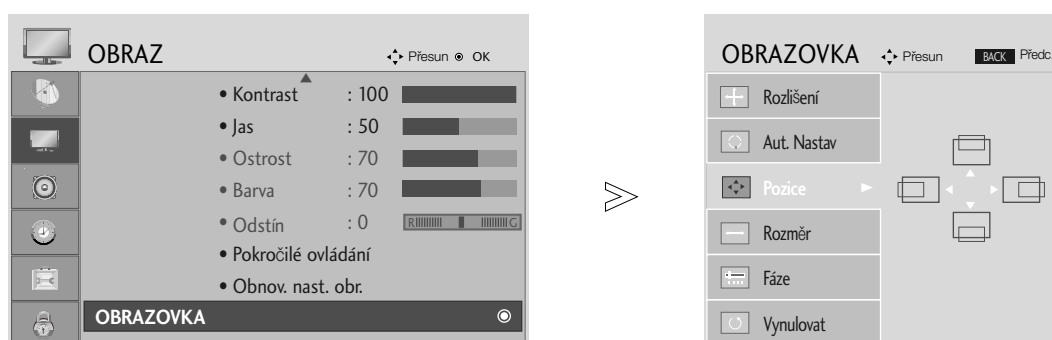 OBRAZ
Přesun OK
• Kontrast : 100
• Jas : 50
• Ostrost : 70
• Barva : 70
• Odstín : 0 R G
• Pokročilé ovládání
• Obnov. nast. obr.
OBRAZOVKA
OBRAZOVKA
Přesun BACK Předc
Rozlišení
Aut. Nastav
Pozice
Rozměr
Fáze
Vynulovat